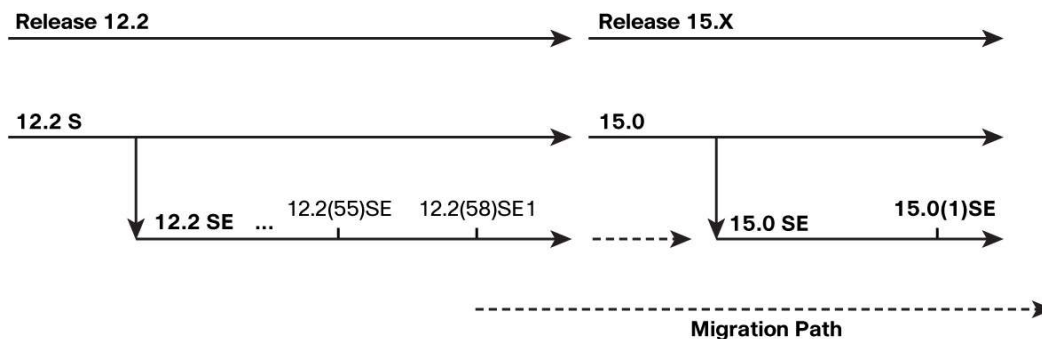 Release 12.2 Release 15.X
12.2 S 15.0
12.2 SE ... 12.2(55)SE 12.2(58)SE1 15.0 SE 15.0(1)SE
Migration Path